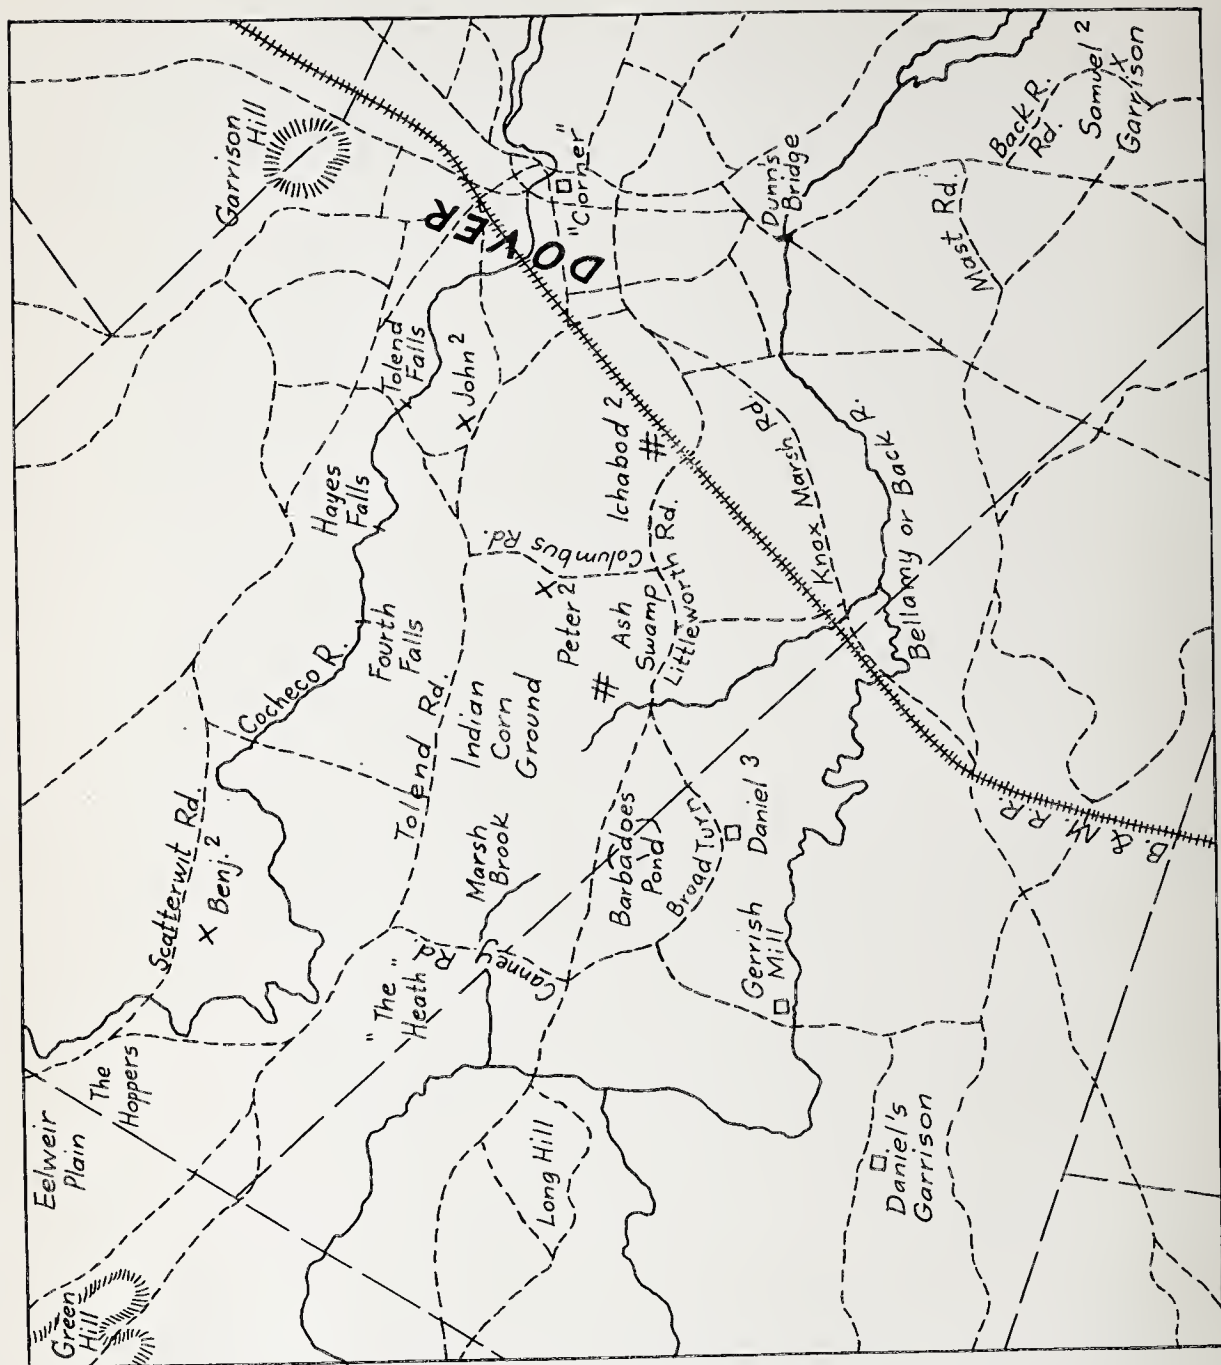 Garrison
Hill
Samuel 2
X
Garrison
Back R.
Rd.
"Corner"
Dunn's
Bridge
DOVER
Mast Rd.
Tolend
Falls
X John 2
Hayes
Falls
Ichabod 2
#
Knox Marsh Rd.
Columbus Rd.
X
Peter 2
Ash
Swamp
Littleworth Rd.
Bellamy or Back R.
Fourth
Falls
Cocheco R.
#
Indian
Corn
Ground
Tolend Rd.
Scatterwit Rd.
X Benj. 2
Marsh
Brook
Barbadoes
Pond
Broad Turn
Daniel 3
B. & M. R.R.
Gerrish
Mill
Canney Rd.
"The"
Heath"
The
Hoppers
Eelweir
Plain
Long Hill
Daniel's
Garrison
Green
Hill